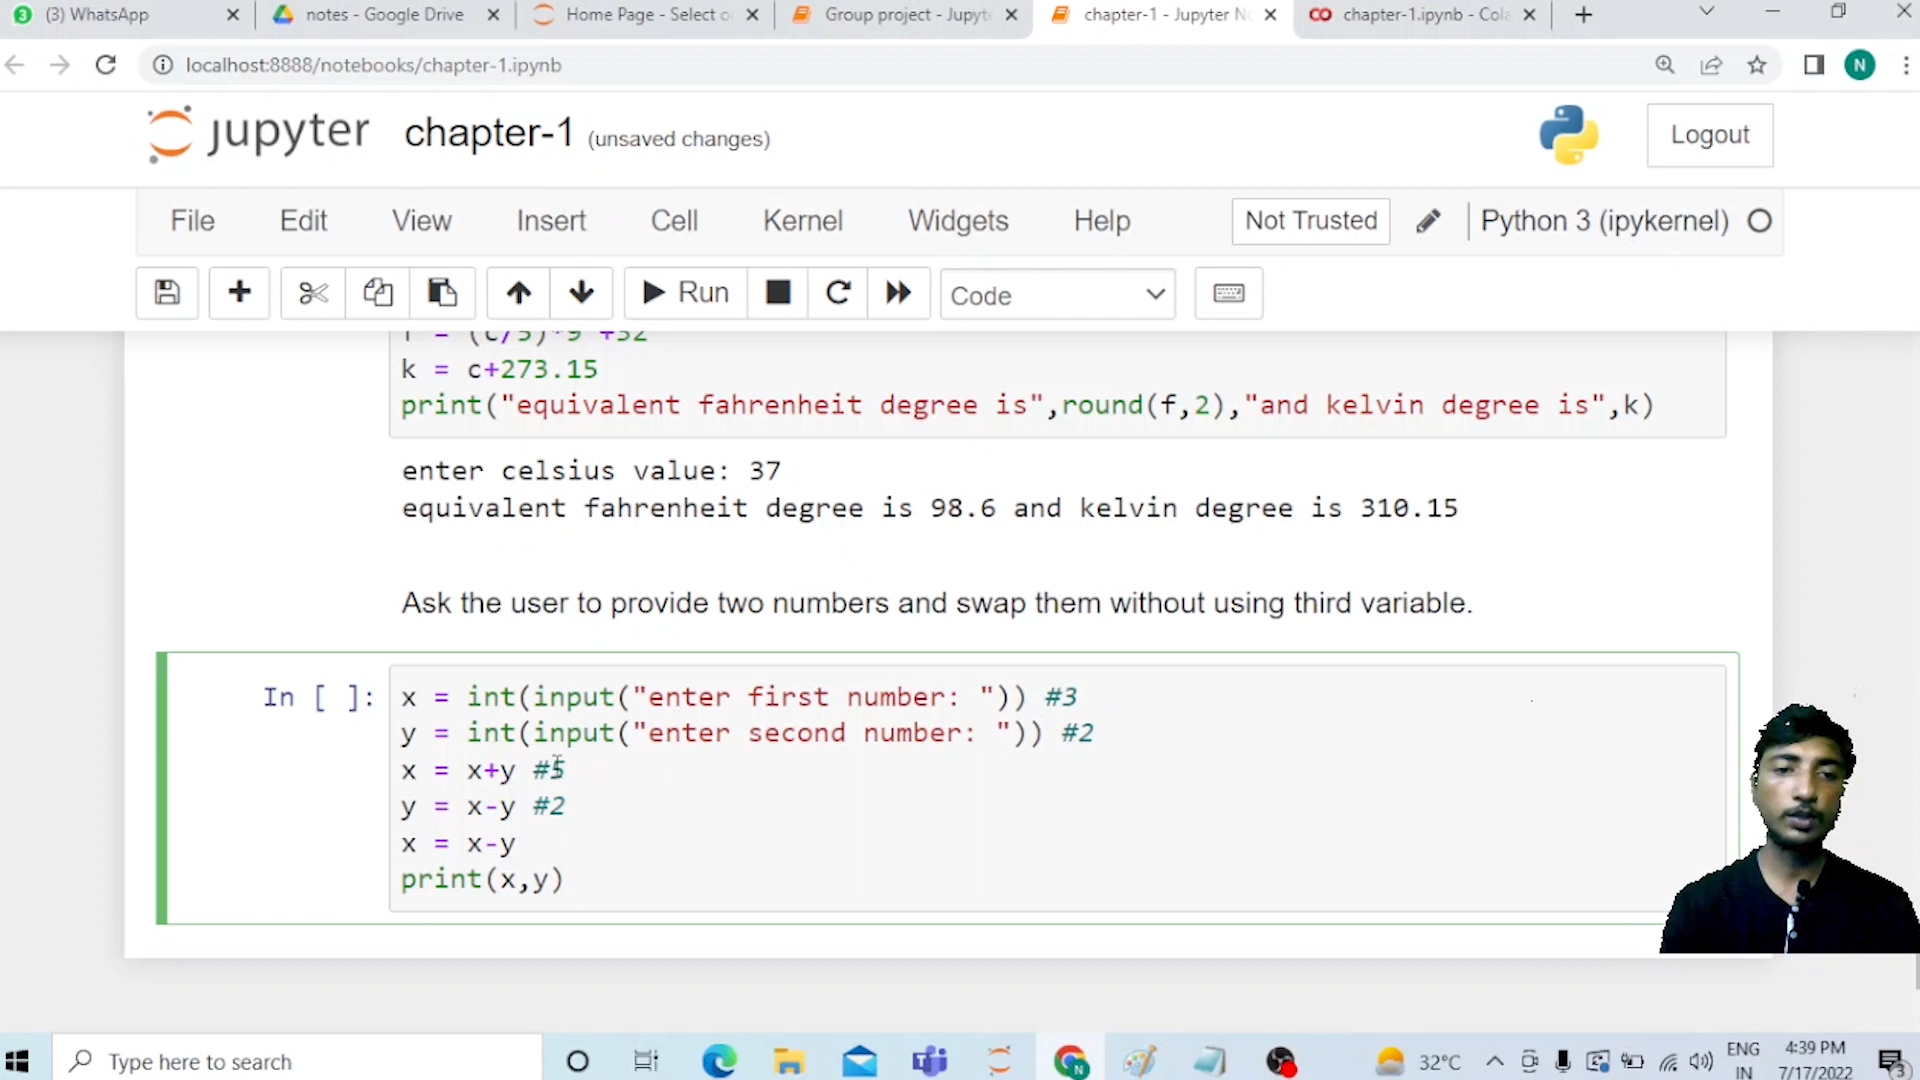 (3) WhatsApp
notes - Google Drive
Home Page - Select o
Group project - Jupyt
chapter-1 - Jupyter No
chapter-1.ipynb - Cola
localhost:8888/notebooks/chapter-1.ipynb
N
jupyter chapter-1 (unsaved changes)
Logout
File Edit View Insert Cell Kernel Widgets Help Not Trusted Python 3 (ipykernel)
Run Code
f = (c/5)*9 +32
k = c+273.15
print("equivalent fahrenheit degree is",round(f,2),"and kelvin degree is",k)
enter celsius value: 37
equivalent fahrenheit degree is 98.6 and kelvin degree is 310.15
Ask the user to provide two numbers and swap them without using third variable.
In [ ]: x = int(input("enter first number: ")) #3
y = int(input("enter second number: ")) #2
x = x+y #5
y = x-y #2
x = x-y
print(x,y)
Type here to search
32°C
ENG
IN
4:39 PM
7/17/2022
3